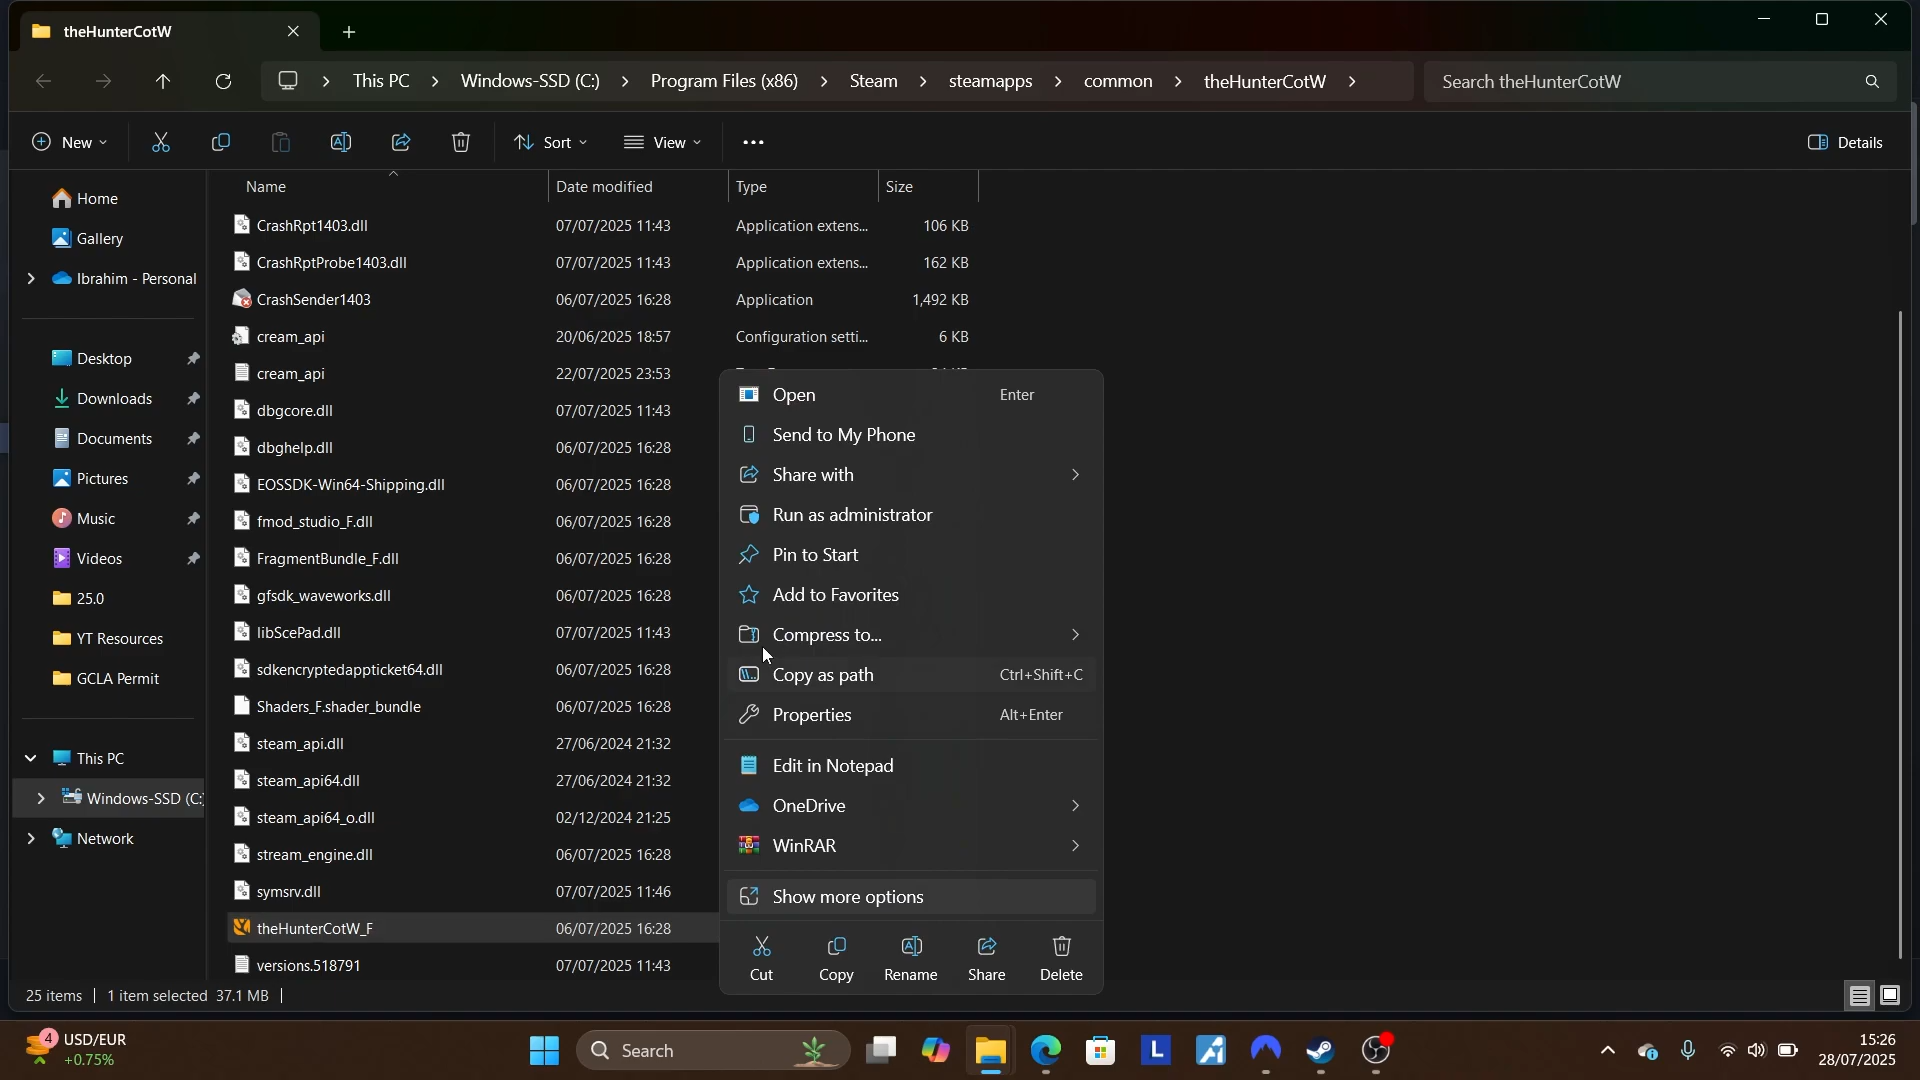 theHunterCotW
This PC > Windows-SSD (C:) > Program Files (x86) > Steam > steamapps > common > theHunterCotW >
Search theHunterCotW
New
Sort
View
Details
Home
Gallery
Ibrahim - Personal
Desktop
Downloads
Documents
Pictures
Music
Videos
25.0
YT Resources
GCLA Permit
This PC
Windows-SSD (C:)
Network
Name Date modified Type Size
CrashRpt1403.dll 07/07/2025 11:43 Application extens... 106 KB
CrashRptProbe1403.dll 07/07/2025 11:43 Application extens... 162 KB
CrashSender1403 06/07/2025 16:28 Application 1,492 KB
cream_api 20/06/2025 18:57 Configuration setti... 6 KB
cream_api 22/07/2025 23:53
dbgcore.dll 07/07/2025 11:43
dbghelp.dll 06/07/2025 16:28
EOSSDK-Win64-Shipping.dll 06/07/2025 16:28
fmod_studio_F.dll 06/07/2025 16:28
FragmentBundle_F.dll 06/07/2025 16:28
gfsdk_waveworks.dll 06/07/2025 16:28
libScePad.dll 07/07/2025 11:43
sdkencryptedappticket64.dll 06/07/2025 16:28
Shaders_F.shader_bundle 06/07/2025 16:28
steam_api.dll 27/06/2024 21:32
steam_api64.dll 27/06/2024 21:32
steam_api64_o.dll 02/12/2024 21:25
stream_engine.dll 06/07/2025 16:28
symsrv.dll 07/07/2025 11:46
theHunterCotW_F 06/07/2025 16:28
versions.518791 07/07/2025 11:43
Open Enter
Send to My Phone
Share with
Run as administrator
Pin to Start
Add to Favorites
Compress to...
Copy as path Ctrl+Shift+C
Properties Alt+Enter
Edit in Notepad
OneDrive
WinRAR
Show more options
Cut Copy Rename Share Delete
25 items 1 item selected 37.1 MB
4
USD/EUR
+0.75%
Search
L
15:26
28/07/2025